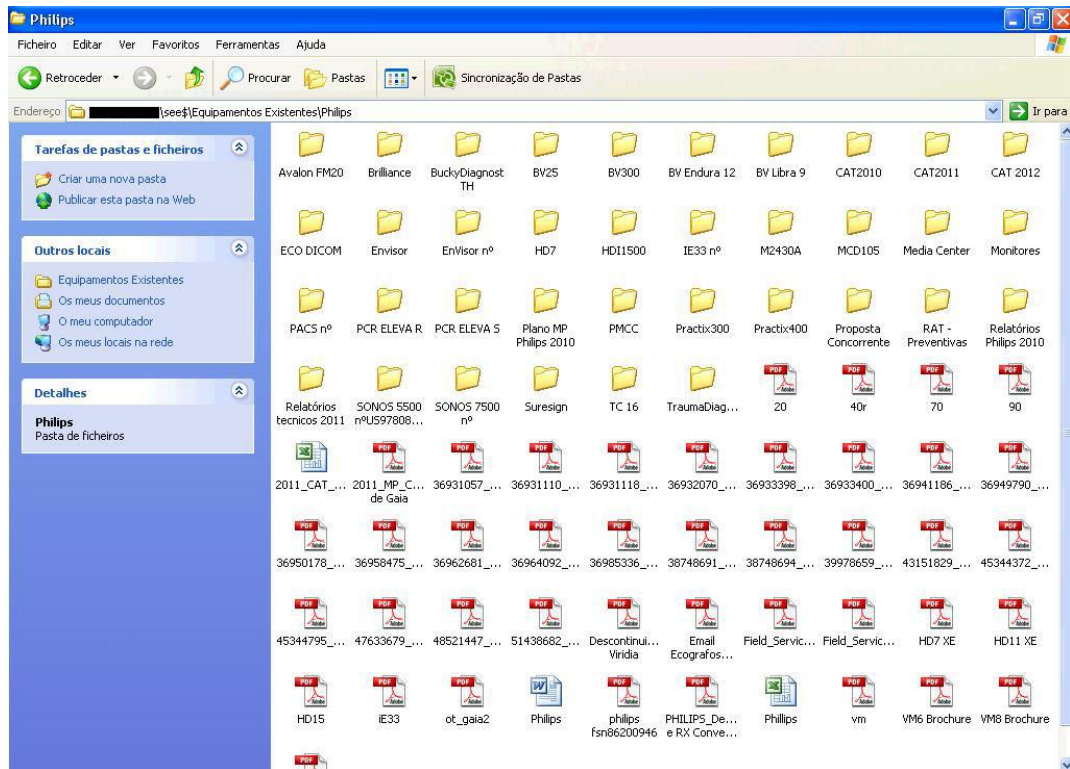 Philips
Ficheiro Editar Ver Favoritos Ferramentas Ajuda
Retroceder Procurar Pastas Sincronização de Pastas
Endereço \see$\Equipamentos Existentes\Philips Ir para
Tarefas de pastas e ficheiros
Criar uma nova pasta
Publicar esta pasta na Web
Outros locais
Equipamentos Existentes
Os meus documentos
O meu computador
Os meus locais na rede
Detalhes
Philips
Pasta de ficheiros
Avalon FM20 Brilliance BuckyDiagnost BV25 BV300 BV Endura 12 BV Libra 9 CAT2010 CAT2011 CAT 2012
TH
ECO DICOM Envisor EnVisor nº HD7 HDI1500 IE33 nº M2430A MCD105 Media Center Monitores
PACS nº PCR ELEVA R PCR ELEVA S Plano MP PMCC Practix300 Practix400 Proposta RAT - Relatórios
Philips 2010 Concorrente Preventivas Philips 2010
Relatórios SONOS 5500 SONOS 7500 Suresign TC 16 TraumaDiag... 20 40r 70 90
tecnicos 2011 nºUS97808... nº
2011_CAT_... 2011_MP_C... 36931057_... 36931110_... 36931118_... 36932070_... 36933398_... 36933400_... 36941186_... 36949790_...
de Gaia
36950178_... 36958475_... 36962681_... 36964092_... 36985336_... 38748691_... 38748694_... 39978659_... 43151829_... 45344372_...
45344795_... 47633679_... 48521447_... 51438682_... Descontinui... Email Field_Servic... Field_Servic... HD7 XE HD11 XE
Viridia Ecografos...
HD15 iE33 ot_gaia2 Philips philips PHILIPS_De... Phillips vm VM6 Brochure VM8 Brochure
fsn86200946 e RX Conve...